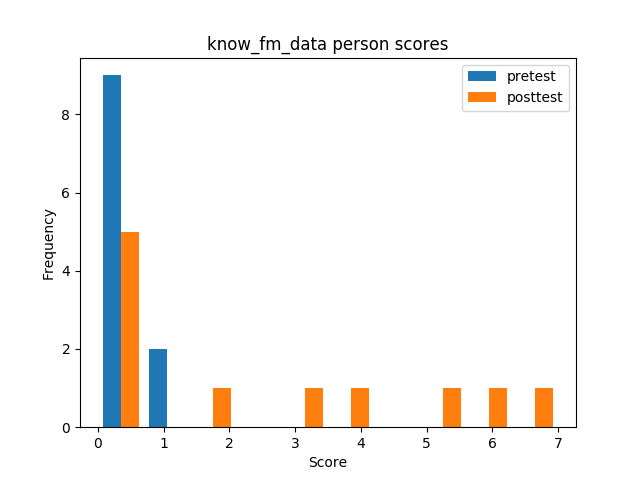 know_fm_data person scores
pretest
posttest
Frequency
8
6
4
2
0
0 1 2 3 4 5 6 7
Score